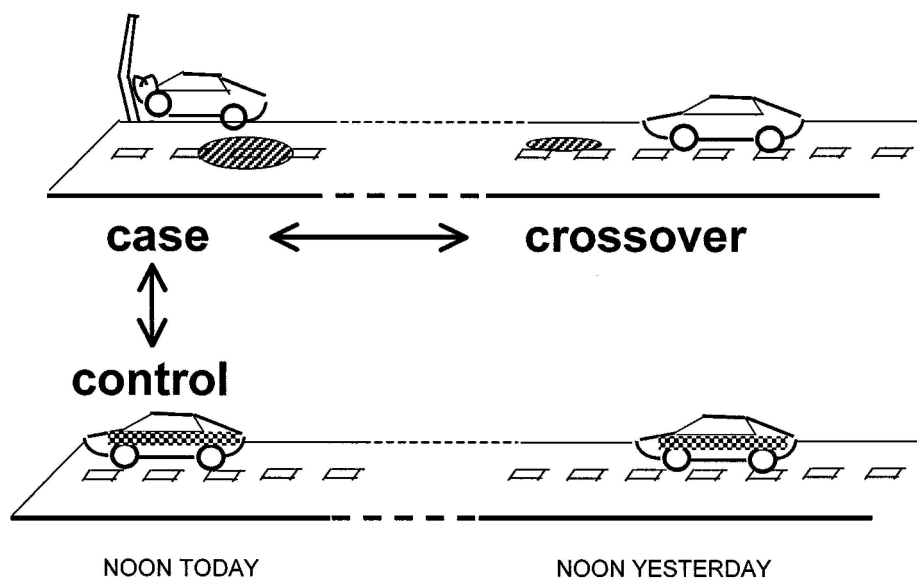 case
crossover
control
NOON TODAY
NOON YESTERDAY